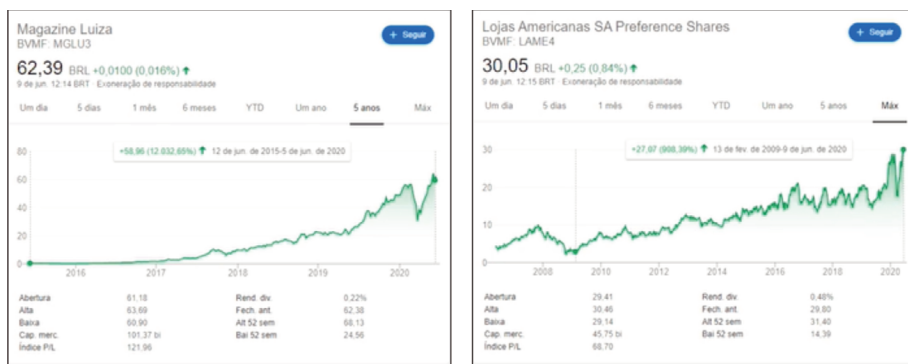 Magazine Luiza
BVMF: MGLU3
+ Seguir
62,39 BRL +0,0100 (0,016%)
9 de jun. 12:14 BRT · Exoneração de responsabilidade
Um dia 5 dias 1 mês 6 meses YTD Um ano 5 anos Máx
+58,96 (12.032,65%) 12 de jun. de 2015-5 de jun. de 2020
80
60
40
20
0
2016 2017 2018 2019 2020
Abertura 61,18 Rend. div. 0,22%
Alta 63,69 Fech. ant. 62,38
Baixa 60,90 Alt 52 sem 68,13
Cap. merc. 101,37 bi Bai 52 sem 24,56
Índice P/L 121,96
Lojas Americanas SA Preference Shares
BVMF: LAME4
+ Seguir
30,05 BRL +0,25 (0,84%)
9 de jun. 12:15 BRT · Exoneração de responsabilidade
Um dia 5 dias 1 mês 6 meses YTD Um ano 5 anos Máx
+27,07 (908,39%) 13 de fev. de 2009-9 de jun. de 2020
30
20
10
0
2008 2010 2012 2014 2016 2018 2020
Abertura 29,41 Rend. div. 0,48%
Alta 30,46 Fech. ant. 29,80
Baixa 29,14 Alt 52 sem 31,40
Cap. merc. 45,75 bi Bai 52 sem 14,39
Índice P/L 68,70